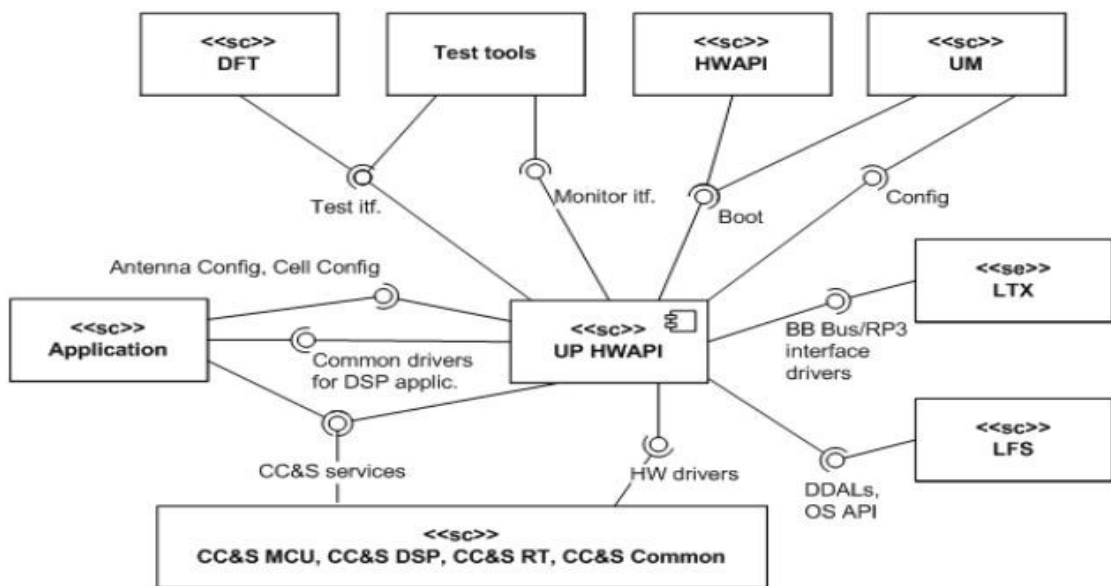 <<sc>>
DFT
Test tools
<<sc>>
HWAPI
<<sc>>
UM
Test itf.
Monitor itf.
Boot
Config
Antenna Config, Cell Config
<<sc>>
Application
Common drivers
for DSP applic.
<<sc>>
UP HWAPI
BB Bus/RP3
interface
drivers
<<se>>
LTX
<<sc>>
LFS
CC&S services
HW drivers
DDALs,
OS API
<<sc>>
CC&S MCU, CC&S DSP, CC&S RT, CC&S Common